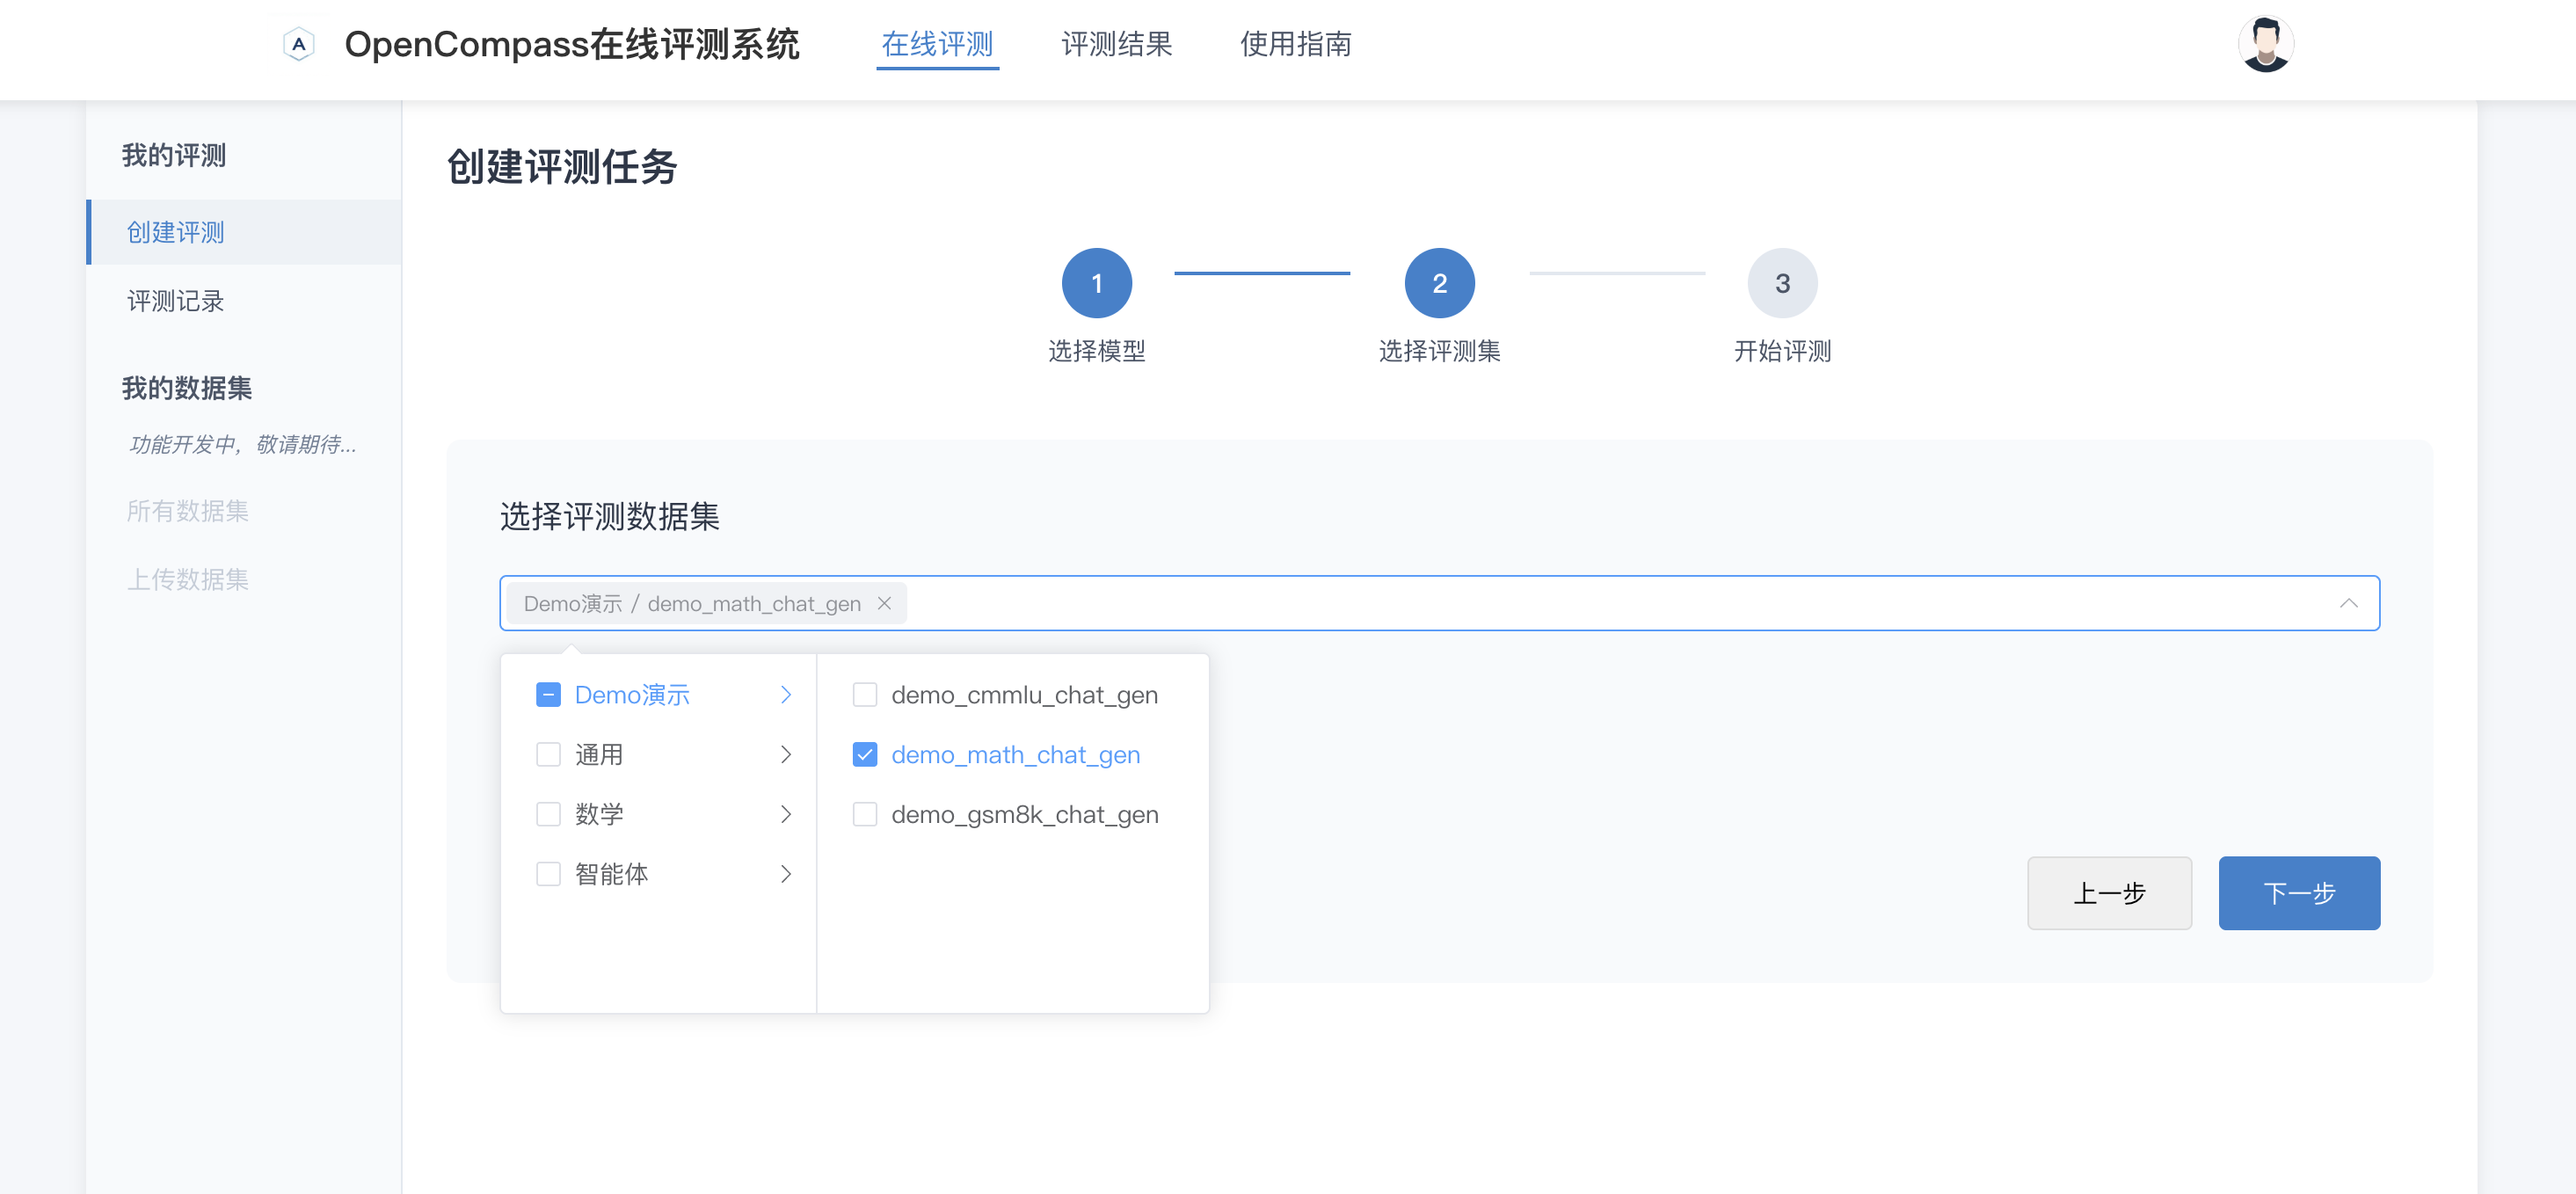 A OpenCompass在线评测系统 在线评测 评测结果 使用指南
我的评测
创建评测
评测记录
我的数据集
功能开发中，敬请期待...
所有数据集
上传数据集
创建评测任务
1 2 3
选择模型 选择评测集 开始评测
选择评测数据集
Demo演示 / demo_math_chat_gen
Demo演示
通用
数学
智能体
demo_cmmlu_chat_gen
demo_math_chat_gen
demo_gsm8k_chat_gen
上一步 下一步